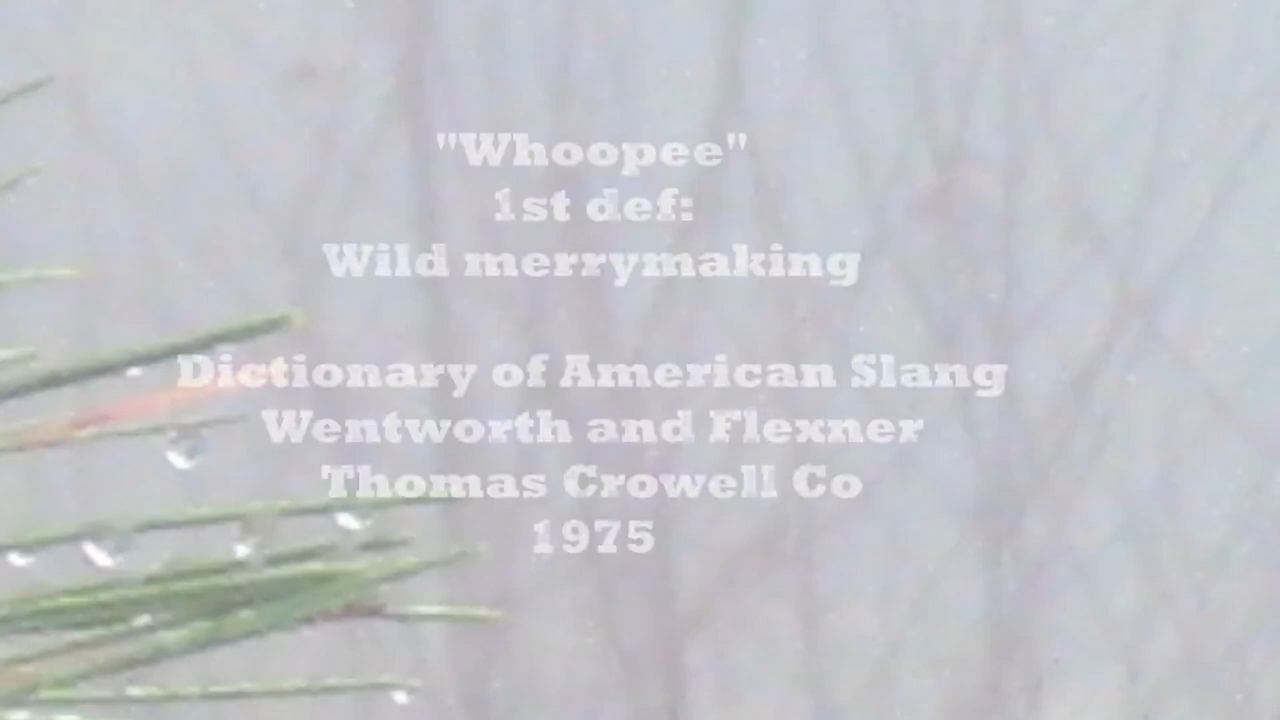 "Whoopee"
1st def:
Wild merrymaking
Dictionary of American Slang
Wentworth and Flexner
Thomas Crowell Co
1975